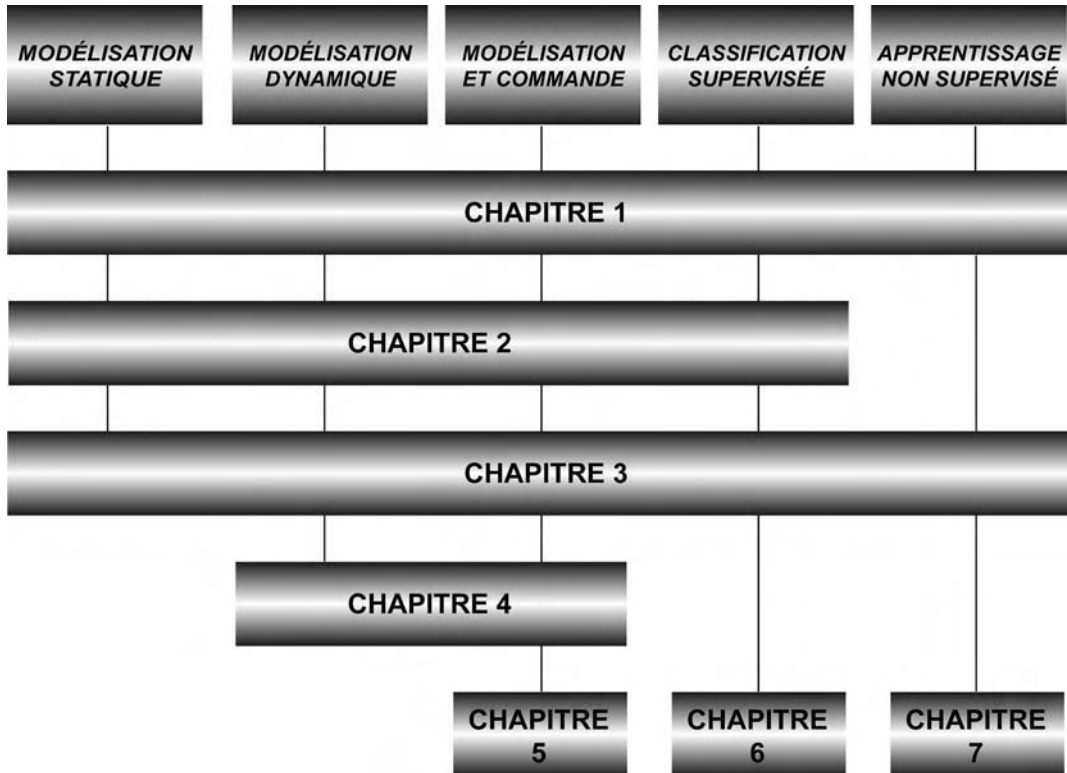 MODÉLISATION
STATIQUE
MODÉLISATION
DYNAMIQUE
MODÉLISATION
ET COMMANDE
CLASSIFICATION
SUPERVISÉE
APPRENTISSAGE
NON SUPERVISÉ
CHAPITRE 1
CHAPITRE 2
CHAPITRE 3
CHAPITRE 4
CHAPITRE
5
CHAPITRE
6
CHAPITRE
7